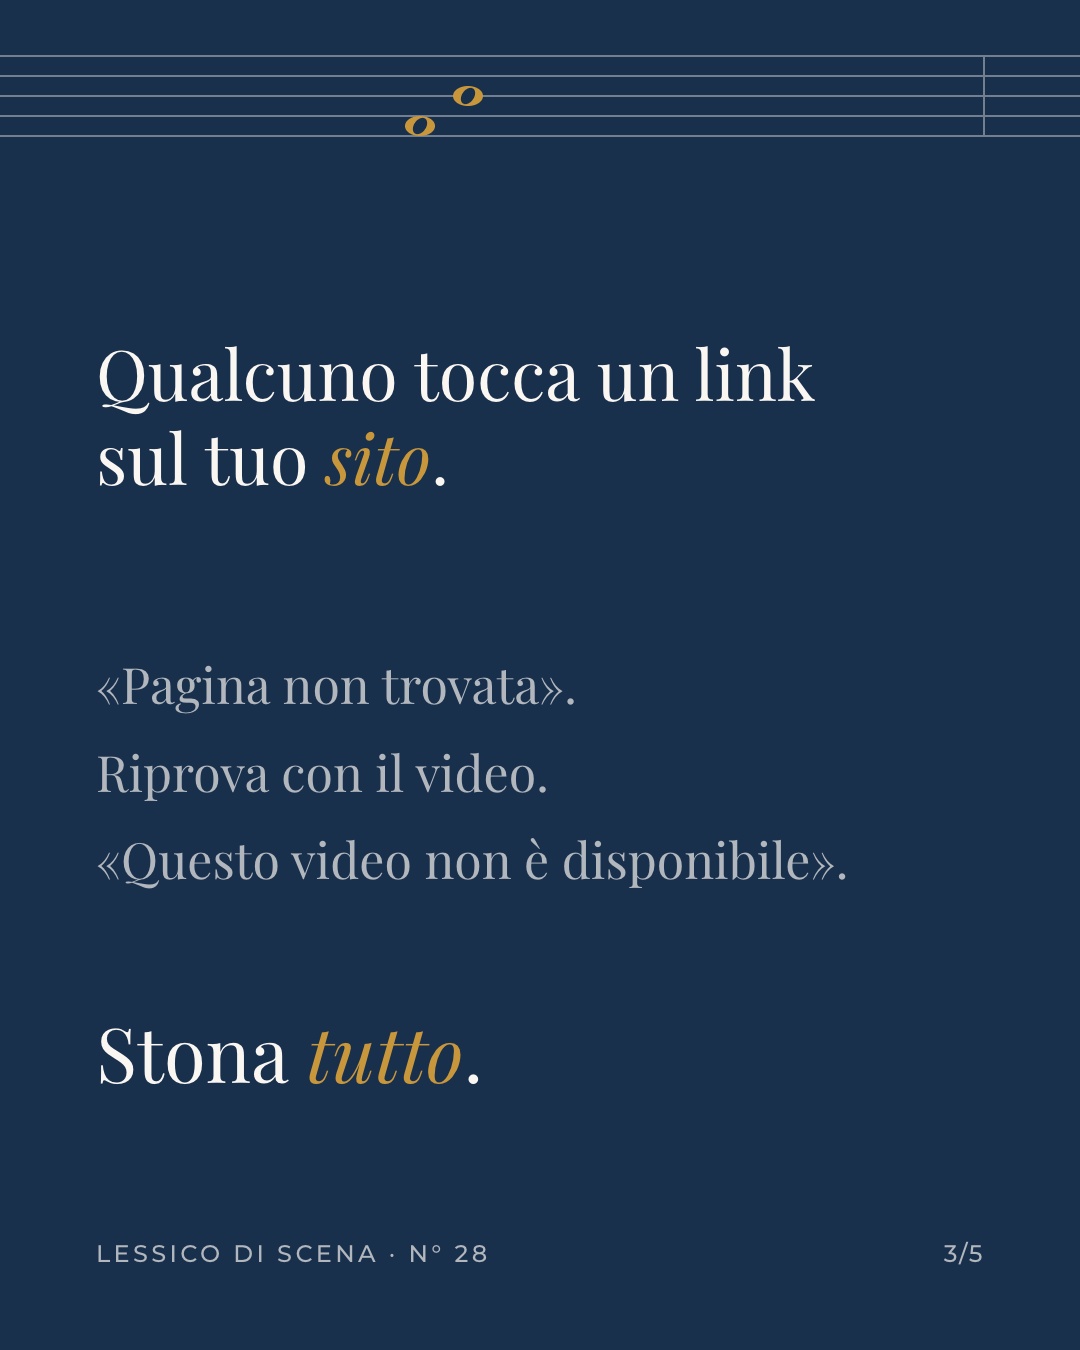 Qualcuno tocca un link
sul tuo sito.
«Pagina non trovata».
Riprova con il video.
«Questo video non è disponibile».
Stona tutto.
LESSICO DI SCENA · N° 28
3/5